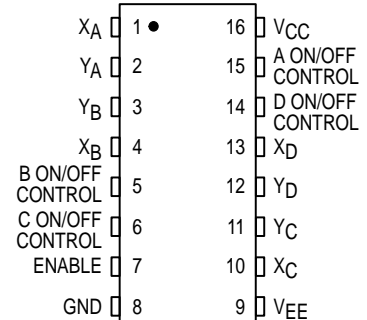 XA 1 16 VCC
YA 2 15 A ON/OFF CONTROL
YB 3 14 D ON/OFF CONTROL
XB 4 13 XD
B ON/OFF CONTROL 5 12 YD
C ON/OFF CONTROL 6 11 YC
ENABLE 7 10 XC
GND 8 9 VEE